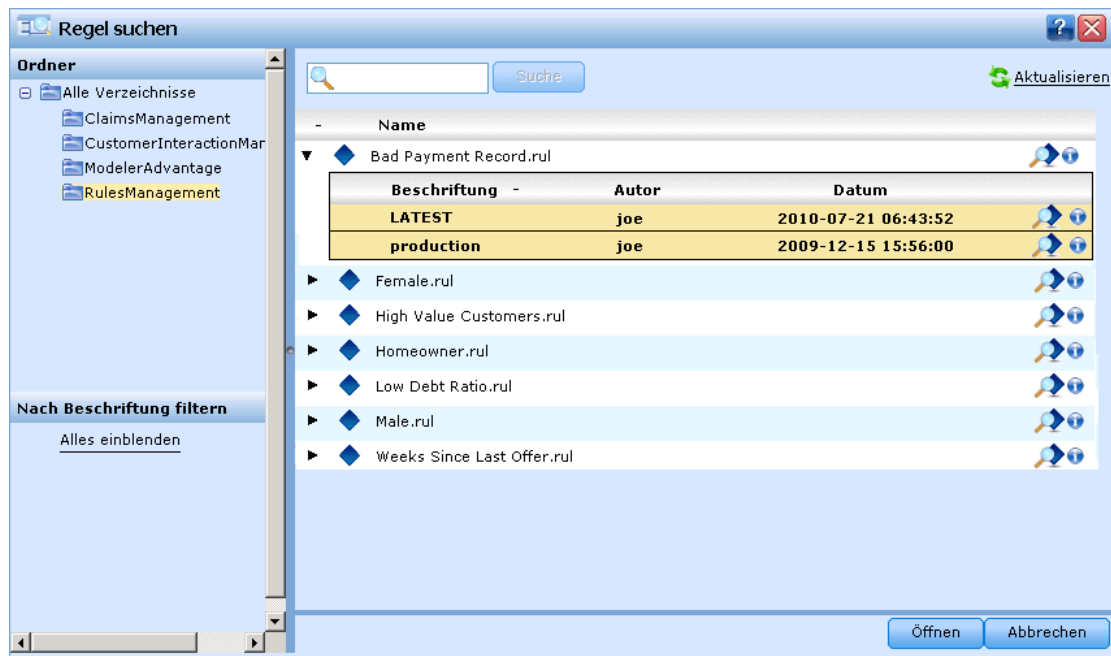 Regel suchen
?
Ordner
Alle Verzeichnisse
ClaimsManagement
CustomerInteractionMar
ModelerAdvantage
RulesManagement
Nach Beschriftung filtern
Alles einblenden
Suche
Aktualisieren
- Name
Bad Payment Record.rul
Beschriftung - Autor Datum
LATEST joe 2010-07-21 06:43:52
production joe 2009-12-15 15:56:00
Female.rul
High Value Customers.rul
Homeowner.rul
Low Debt Ratio.rul
Male.rul
Weeks Since Last Offer.rul
Öffnen Abbrechen